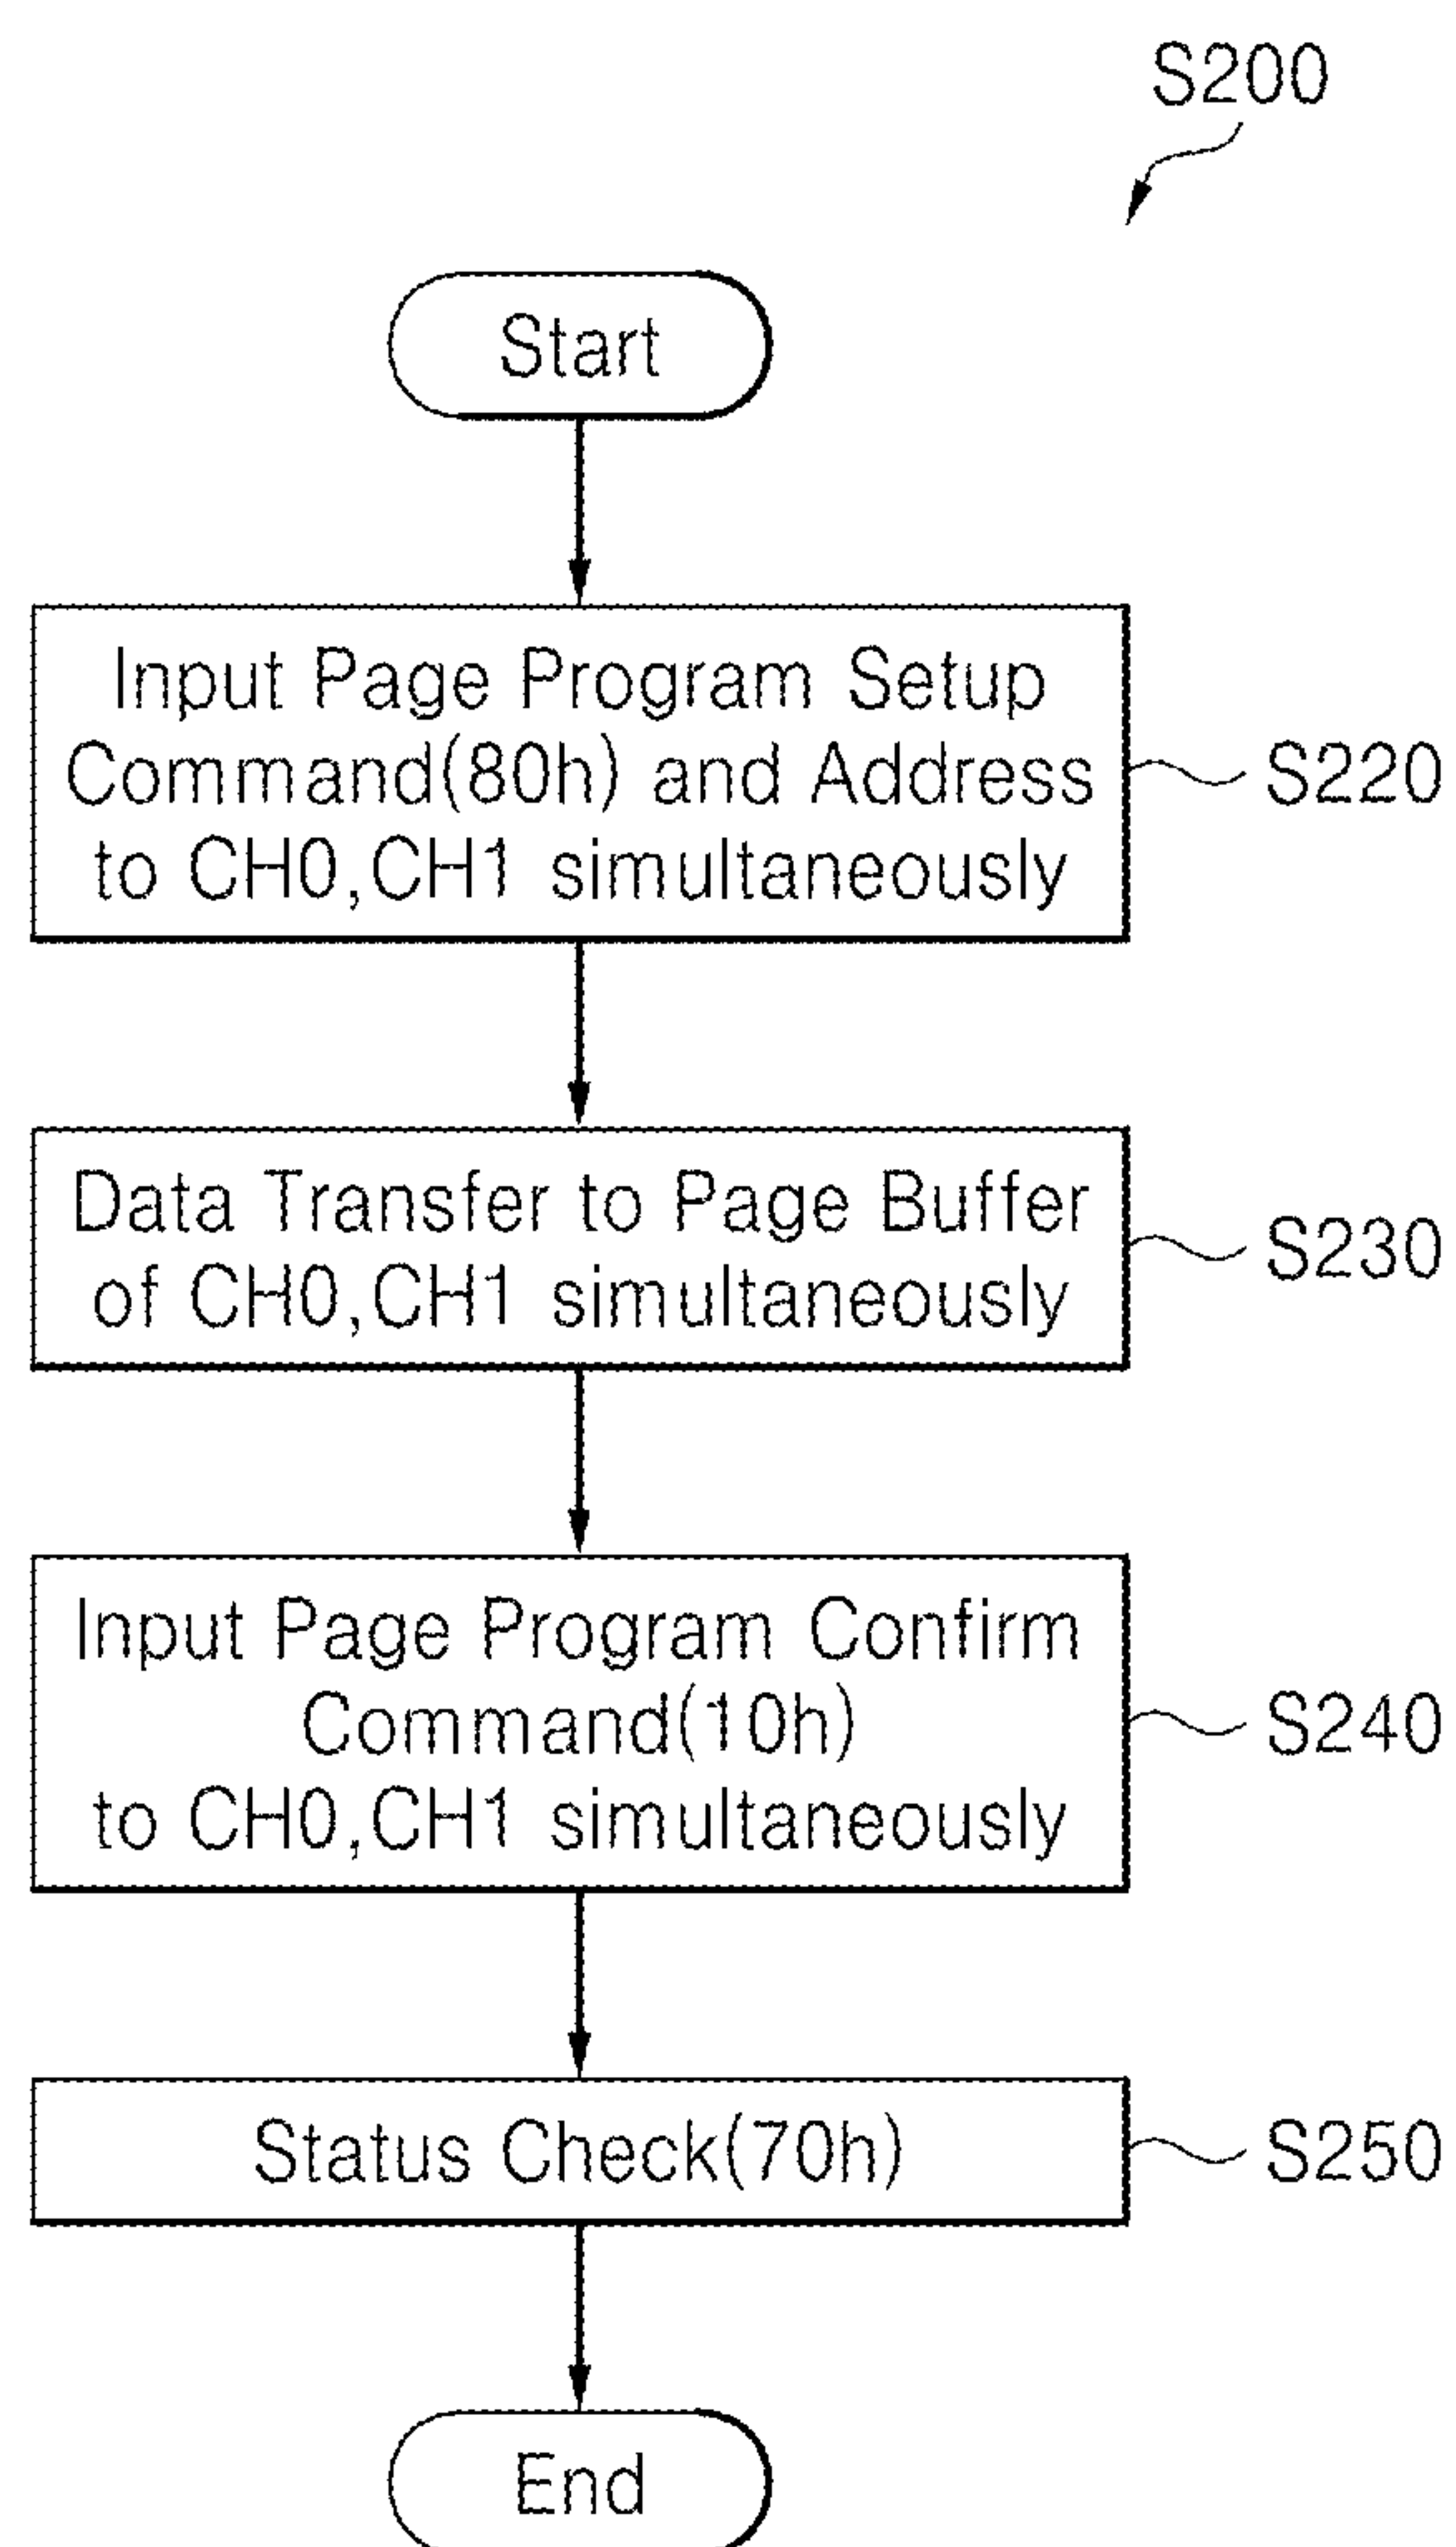 S200
Start
Input Page Program Setup
Command(80h) and Address
to CH0,CH1 simultaneously
S220
Data Transfer to Page Buffer
of CH0,CH1 simultaneously
S230
Input Page Program Confirm
Command(10h)
to CH0,CH1 simultaneously
S240
Status Check(70h)
S250
End